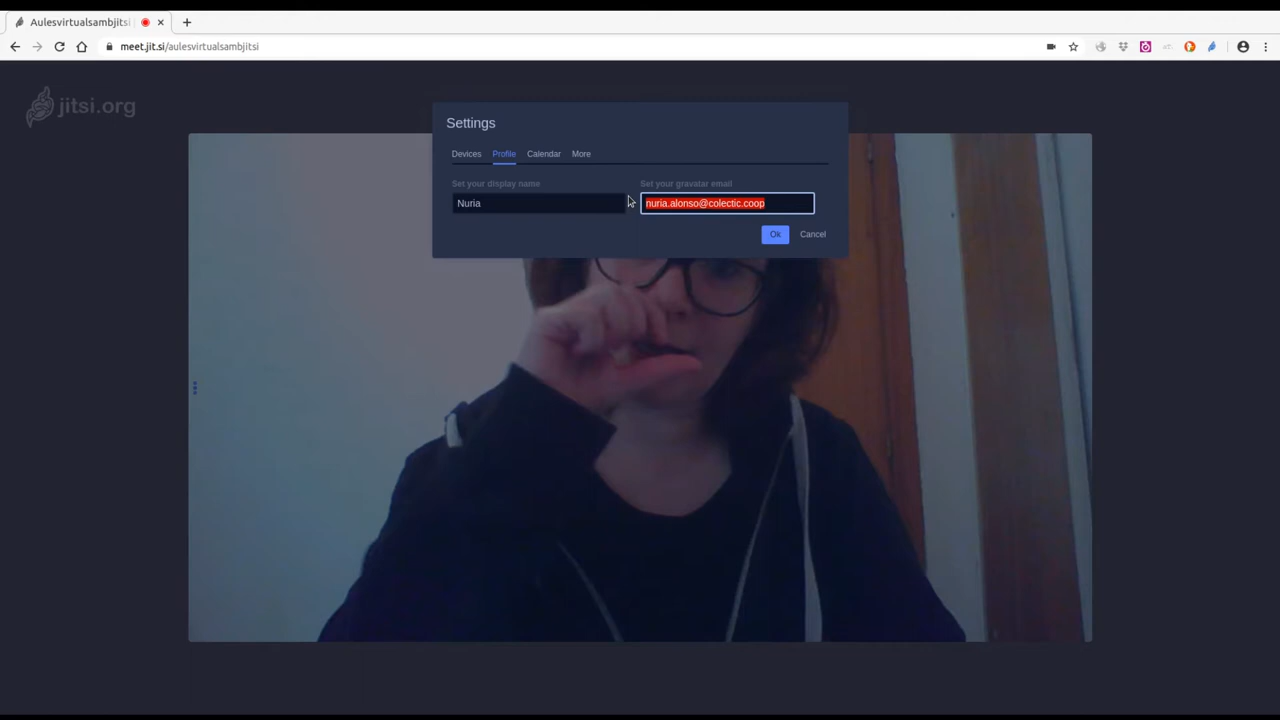 Aulesvirtualsambjitsi
meet.jit.si/aulesvirtualsambjitsi
jitsi.org
Settings
Devices Profile Calendar More
Set your display name Set your gravatar email
Nuria nuria.alonso@colectic.coop
Ok Cancel